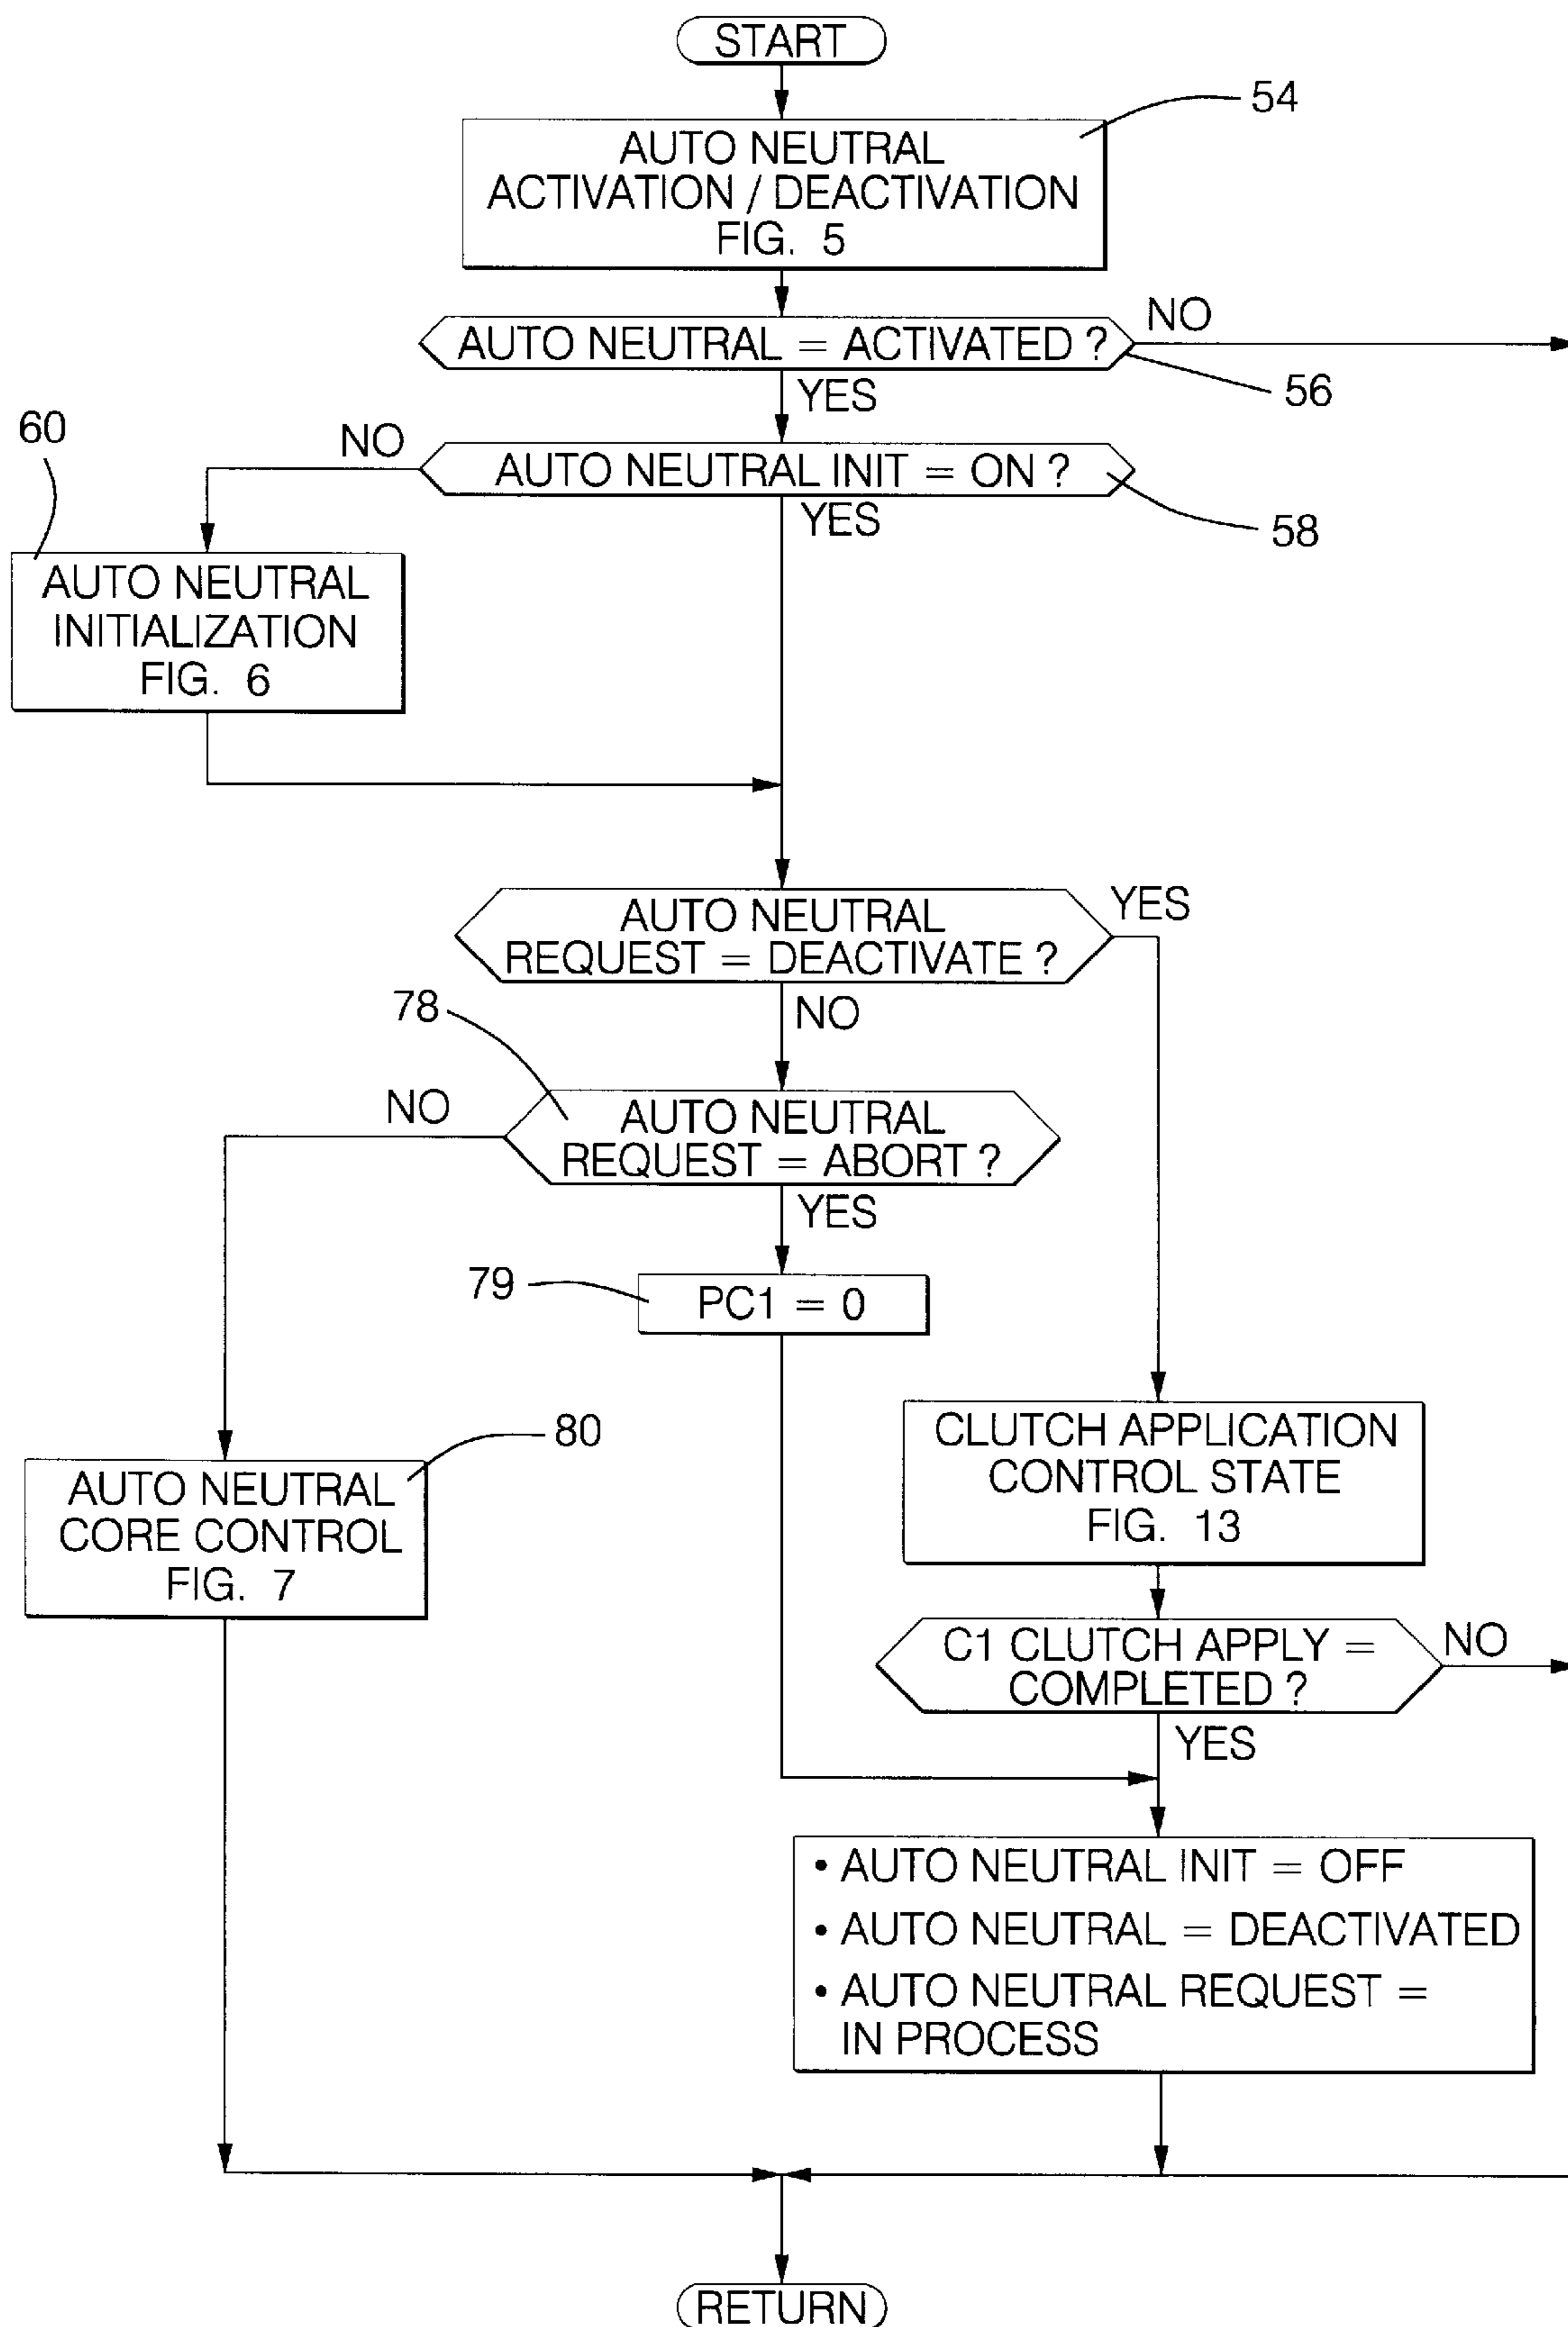 START
54
AUTO NEUTRAL
ACTIVATION / DEACTIVATION
FIG. 5
AUTO NEUTRAL = ACTIVATED ?
NO
56
YES
60
NO
AUTO NEUTRAL INIT = ON ?
YES
58
AUTO NEUTRAL
INITIALIZATION
FIG. 6
AUTO NEUTRAL
REQUEST = DEACTIVATE ?
YES
NO
78
NO
AUTO NEUTRAL
REQUEST = ABORT ?
YES
79
PC1 = 0
80
AUTO NEUTRAL
CORE CONTROL
FIG. 7
CLUTCH APPLICATION
CONTROL STATE
FIG. 13
C1 CLUTCH APPLY =
COMPLETED ?
NO
YES
• AUTO NEUTRAL INIT = OFF
• AUTO NEUTRAL = DEACTIVATED
• AUTO NEUTRAL REQUEST =
IN PROCESS
RETURN